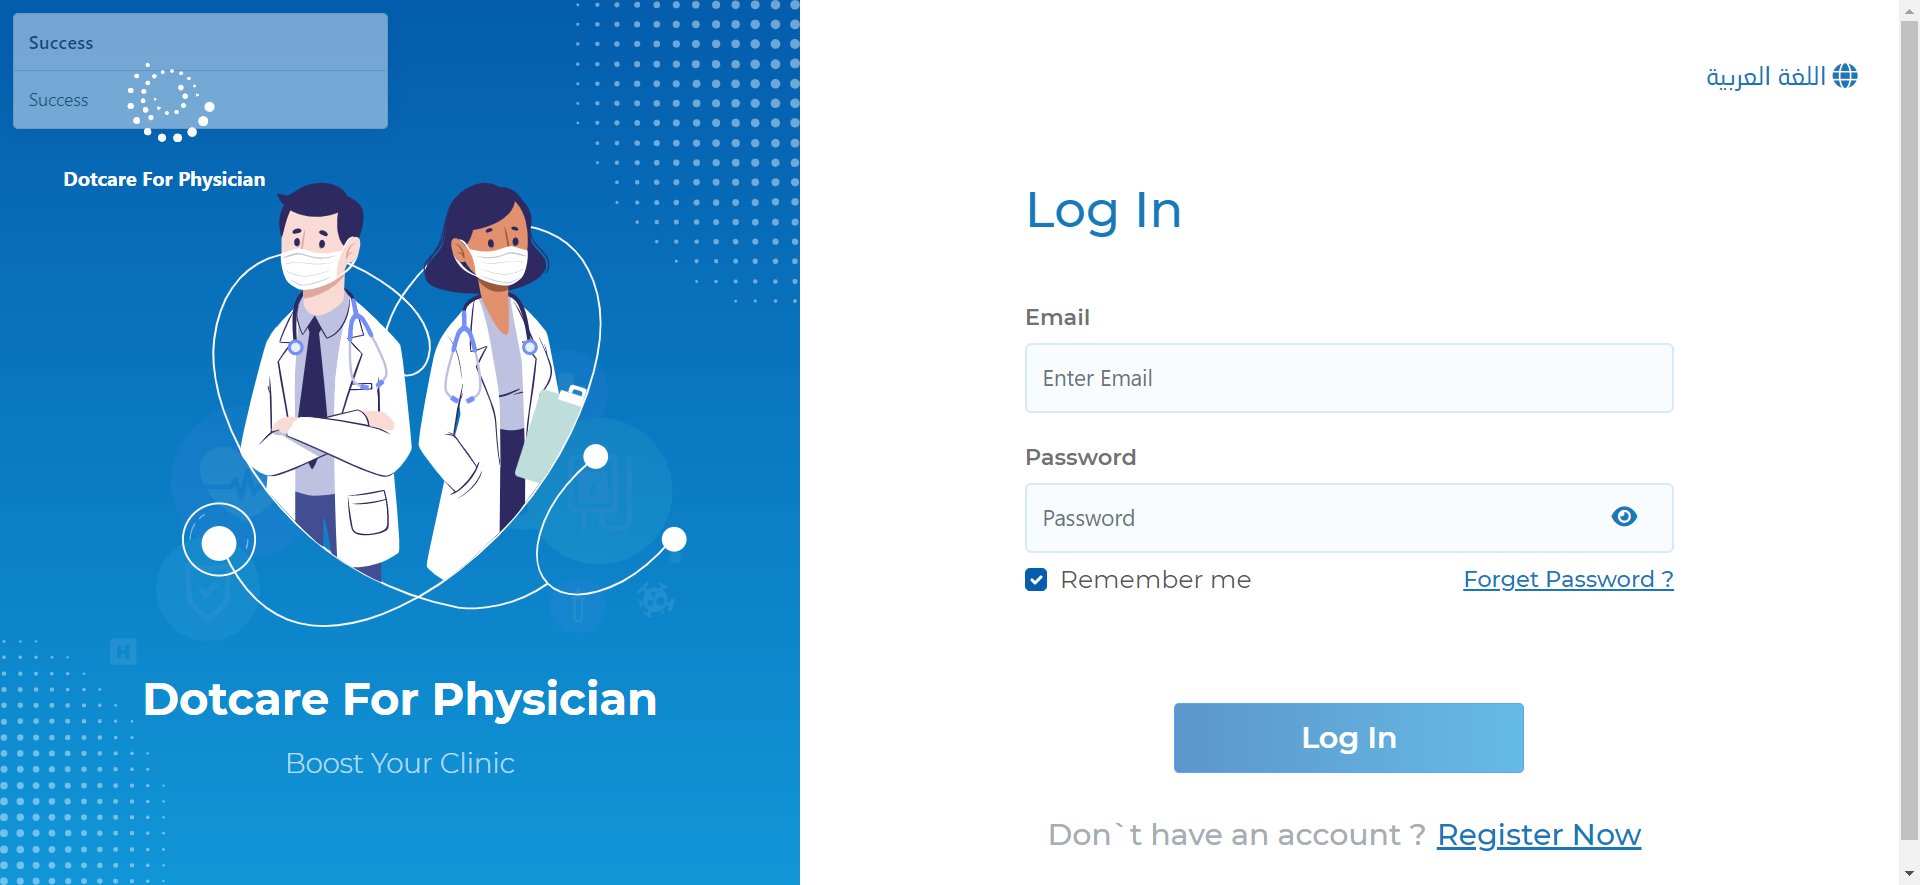 Success
Success
Dotcare For Physician
H
Dotcare For Physician
Boost Your Clinic
اللغة العربية
Log In
Email
Enter Email
Password
Password
Remember me
Forget Password ?
Log In
Don`t have an account ? Register Now